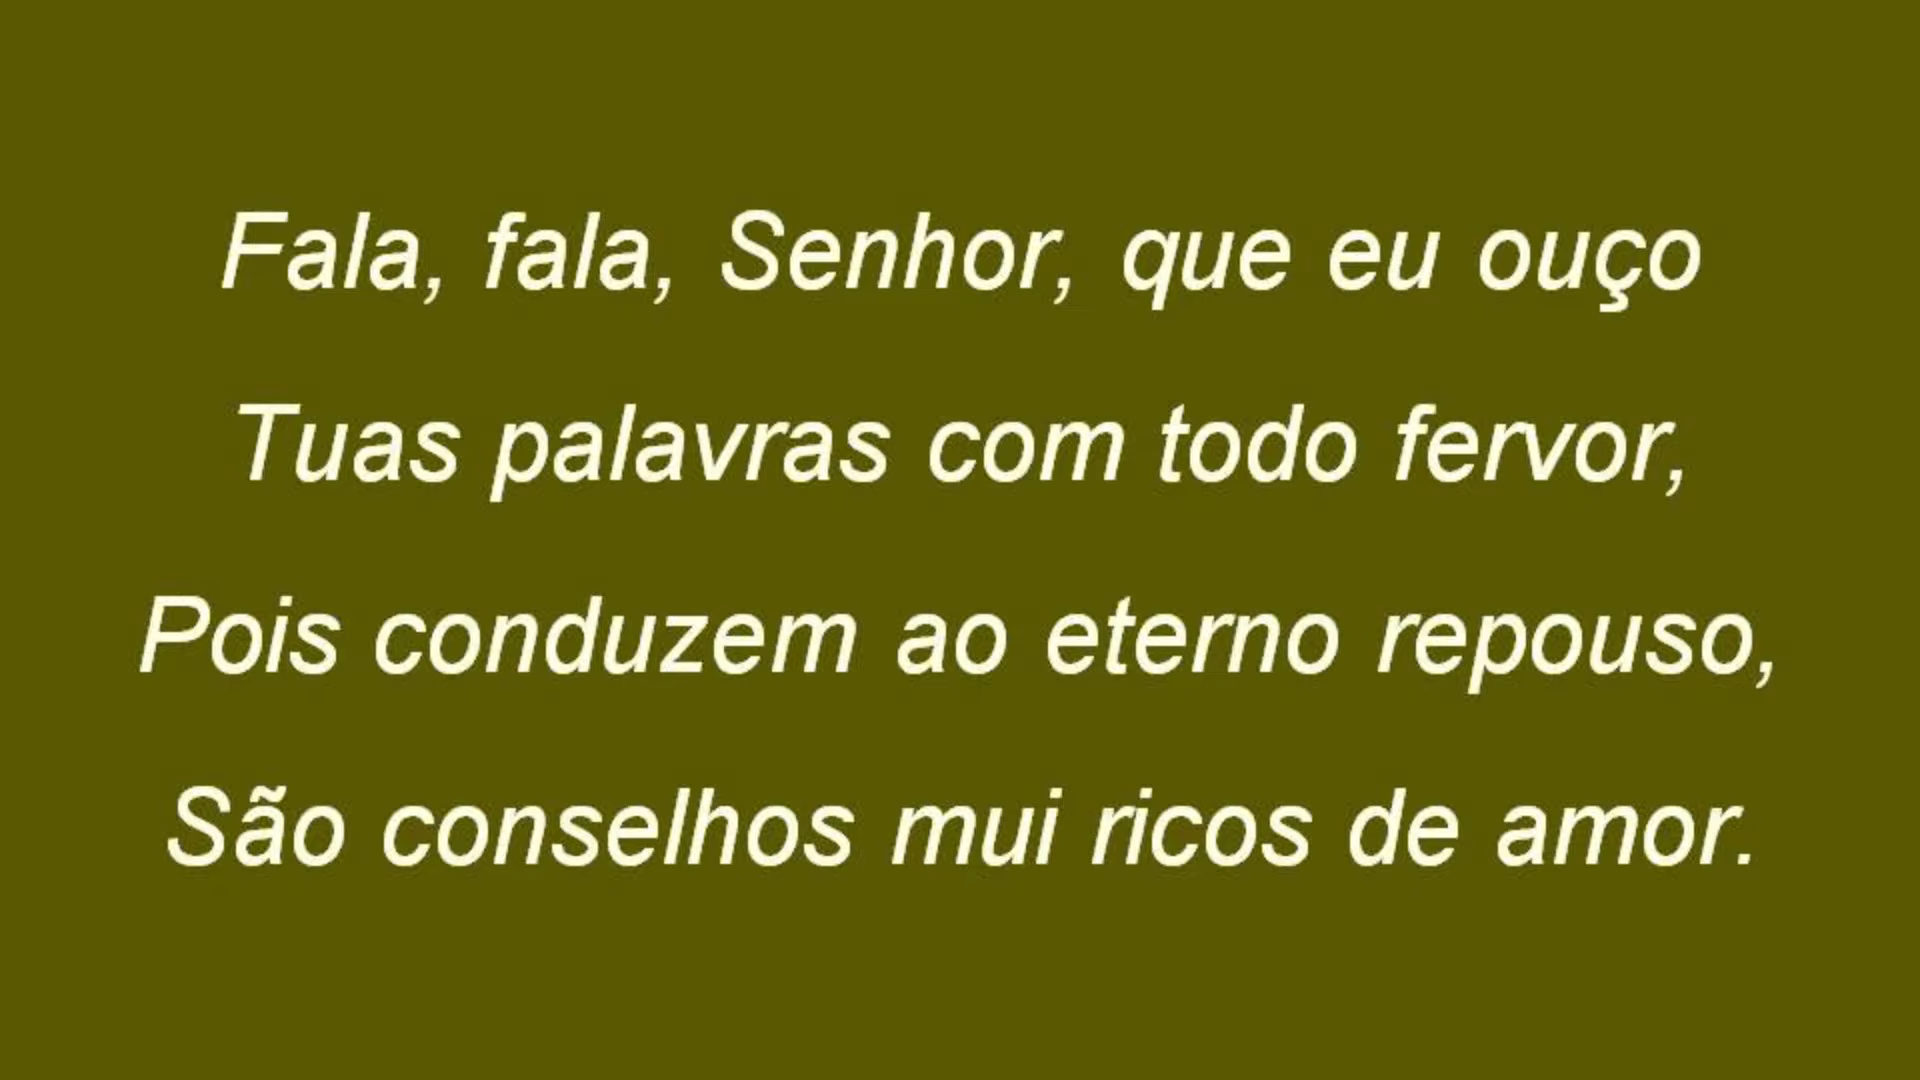 Fala, fala, Senhor, que eu ouço
Tuas palavras com todo fervor,
Pois conduzem ao eterno repouso,
São conselhos mui ricos de amor.